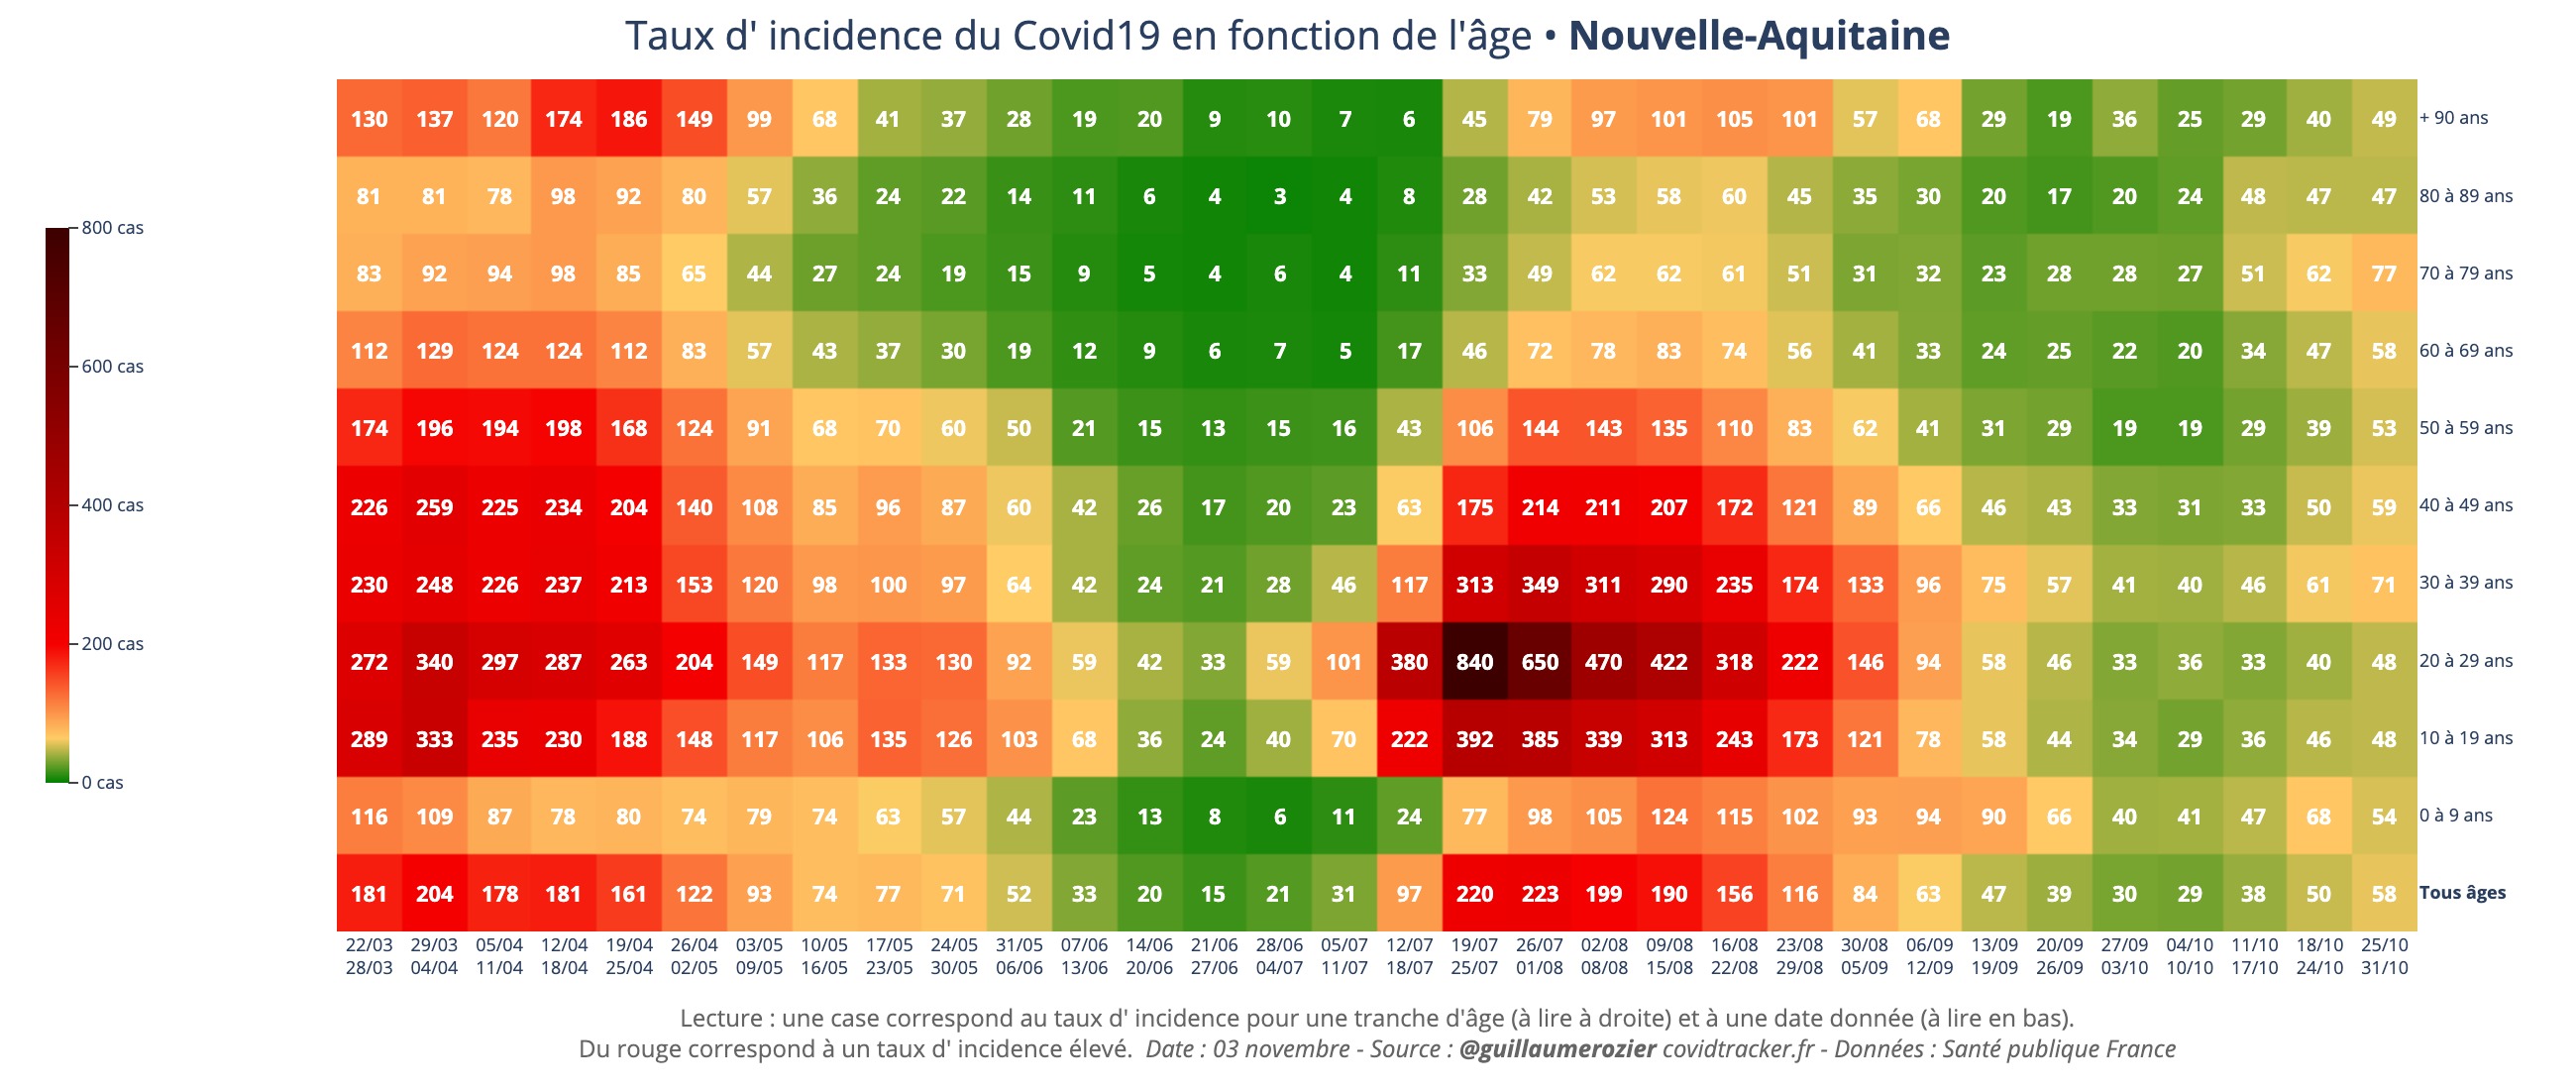 Taux d' incidence du Covid19 en fonction de l'âge • Nouvelle-Aquitaine
130 137 120 174 186 149 99 68 41 37 28 19 20 9 10 7 6 45 79 97 101 105 101 57 68 29 19 36 25 29 40 49 + 90 ans
81 81 78 98 92 80 57 36 24 22 14 11 6 4 3 4 8 28 42 53 58 60 45 35 30 20 17 20 24 48 47 47 80 à 89 ans
83 92 94 98 85 65 44 27 24 19 15 9 5 4 6 4 11 33 49 62 62 61 51 31 32 23 28 28 27 51 62 77 70 à 79 ans
112 129 124 124 112 83 57 43 37 30 19 12 9 6 7 5 17 46 72 78 83 74 56 41 33 24 25 22 20 34 47 58 60 à 69 ans
174 196 194 198 168 124 91 68 70 60 50 21 15 13 15 16 43 106 144 143 135 110 83 62 41 31 29 19 19 29 39 53 50 à 59 ans
226 259 225 234 204 140 108 85 96 87 60 42 26 17 20 23 63 175 214 211 207 172 121 89 66 46 43 33 31 33 50 59 40 à 49 ans
230 248 226 237 213 153 120 98 100 97 64 42 24 21 28 46 117 313 349 311 290 235 174 133 96 75 57 41 40 46 61 71 30 à 39 ans
272 340 297 287 263 204 149 117 133 130 92 59 42 33 59 101 380 840 650 470 422 318 222 146 94 58 46 33 36 33 40 48 20 à 29 ans
289 333 235 230 188 148 117 106 135 126 103 68 36 24 40 70 222 392 385 339 313 243 173 121 78 58 44 34 29 36 46 48 10 à 19 ans
116 109 87 78 80 74 79 74 63 57 44 23 13 8 6 11 24 77 98 105 124 115 102 93 94 90 66 40 41 47 68 54 0 à 9 ans
181 204 178 181 161 122 93 74 77 71 52 33 20 15 21 31 97 220 223 199 190 156 116 84 63 47 39 30 29 38 50 58 Tous âges
22/03 29/03 05/04 12/04 19/04 26/04 03/05 10/05 17/05 24/05 31/05 07/06 14/06 21/06 28/06 05/07 12/07 19/07 26/07 02/08 09/08 16/08 23/08 30/08 06/09 13/09 20/09 27/09 04/10 11/10 18/10 25/10
28/03 04/04 11/04 18/04 25/04 02/05 09/05 16/05 23/05 30/05 06/06 13/06 20/06 27/06 04/07 11/07 18/07 25/07 01/08 08/08 15/08 22/08 29/08 05/09 12/09 19/09 26/09 03/10 10/10 17/10 24/10 31/10
800 cas
600 cas
400 cas
200 cas
0 cas
Lecture : une case correspond au taux d' incidence pour une tranche d'âge (à lire à droite) et à une date donnée (à lire en bas).
Du rouge correspond à un taux d' incidence élevé. Date : 03 novembre - Source : @guillaumerozier covidtracker.fr - Données : Santé publique France